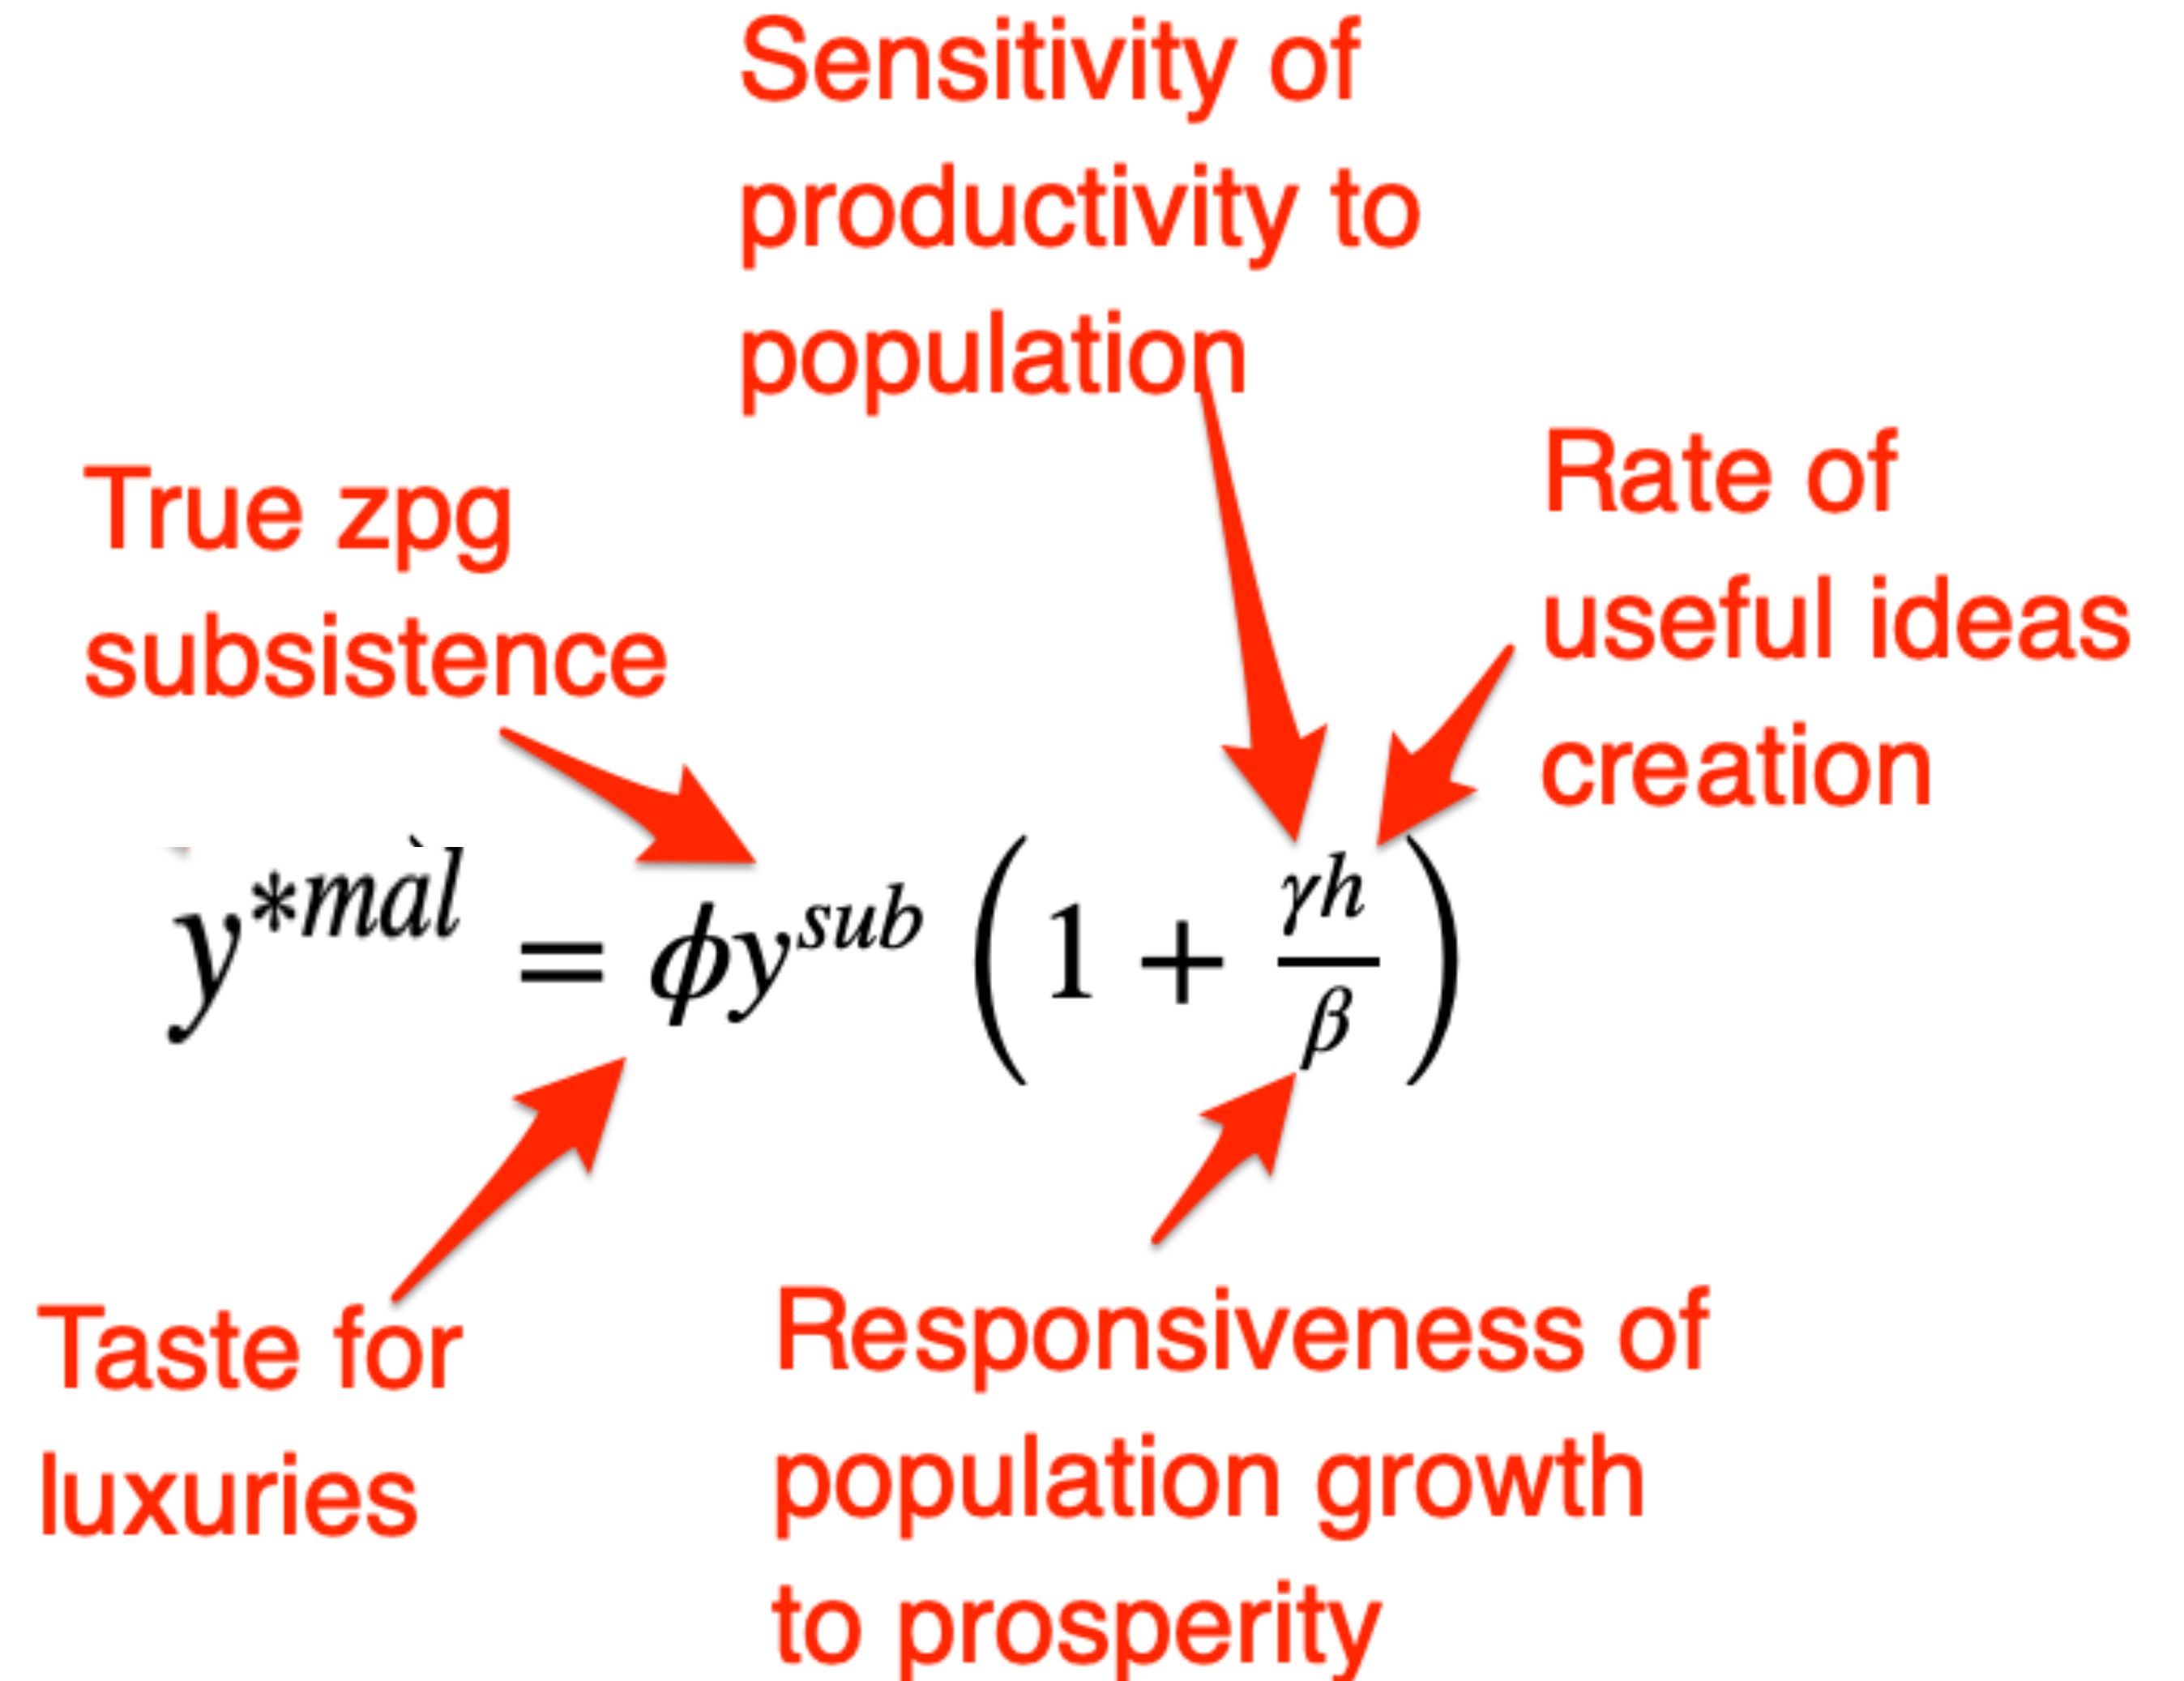 Sensitivity of
productivity to
population
True zpg
subsistence
Rate of
useful ideas
creation
y^{*mal} = ϕy^{sub} (1 + γh/β)
Taste for
luxuries
Responsiveness of
population growth
to prosperity